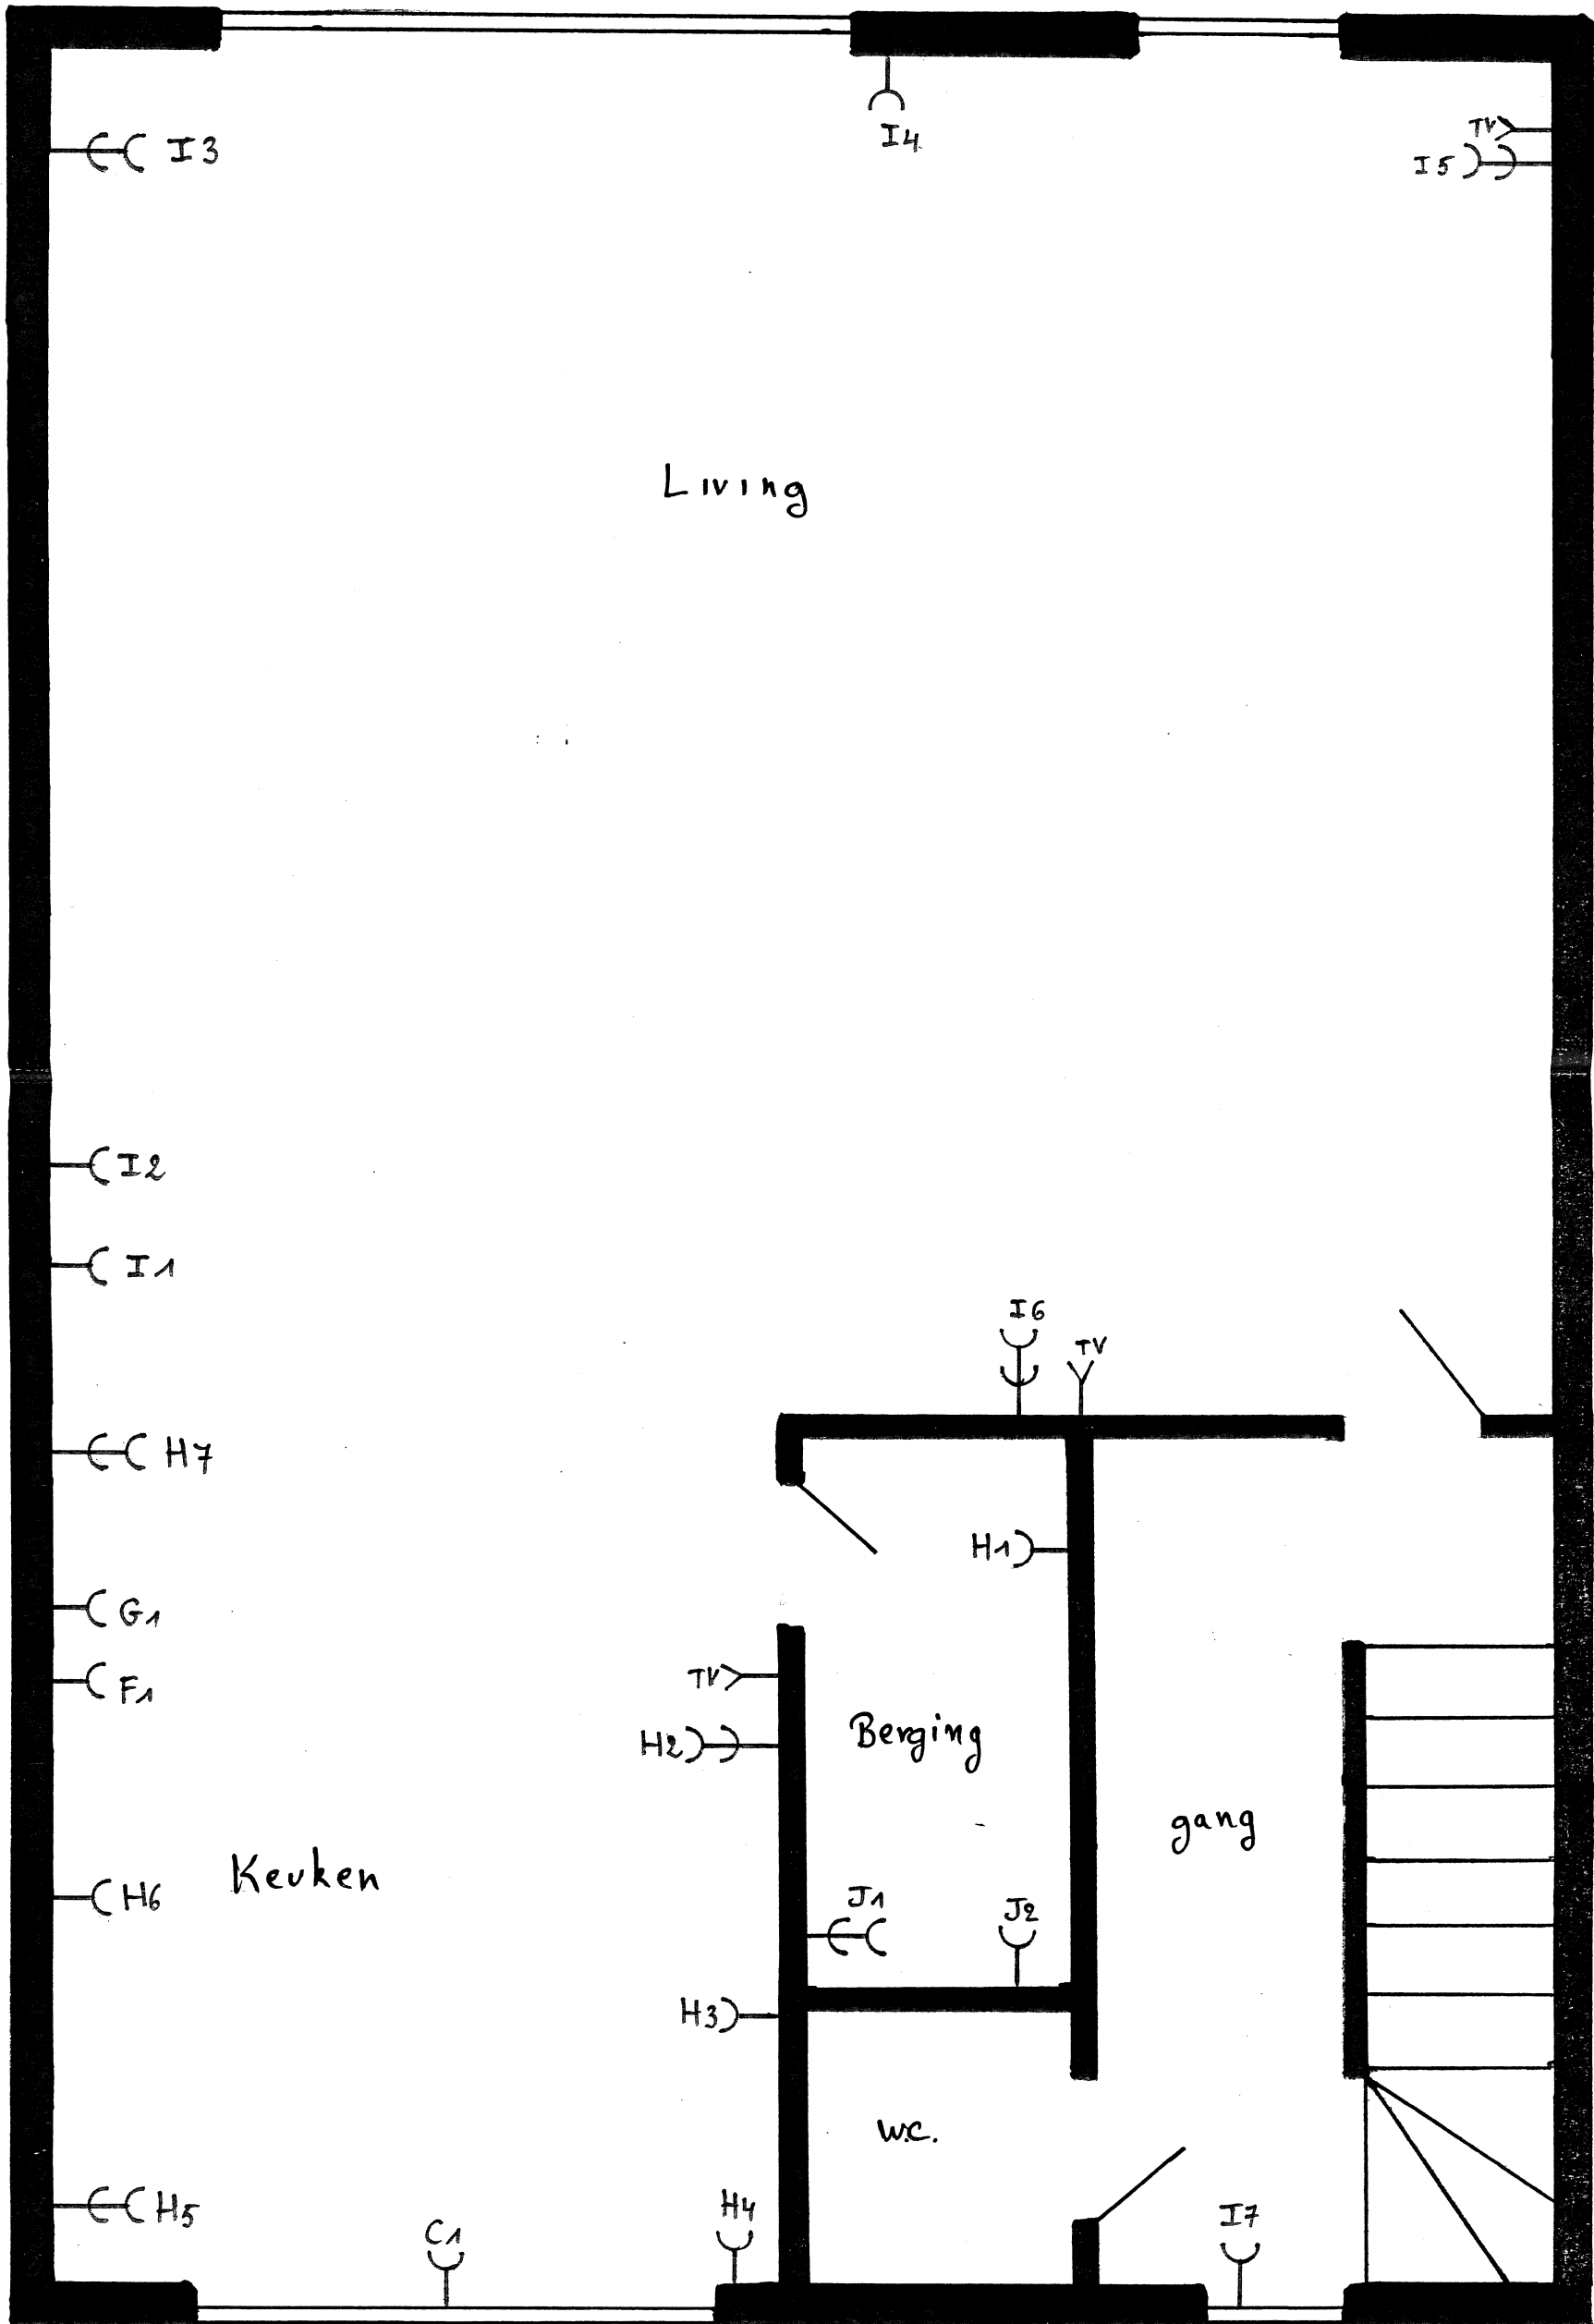 I4
TV
I3
I5
Living
I2
I1
I6
TV
H7
H1
G1
TV
F1
H2
Berging
gang
Keuken
H6
J1
J2
H3
w.c.
H5
H4
I7
C1